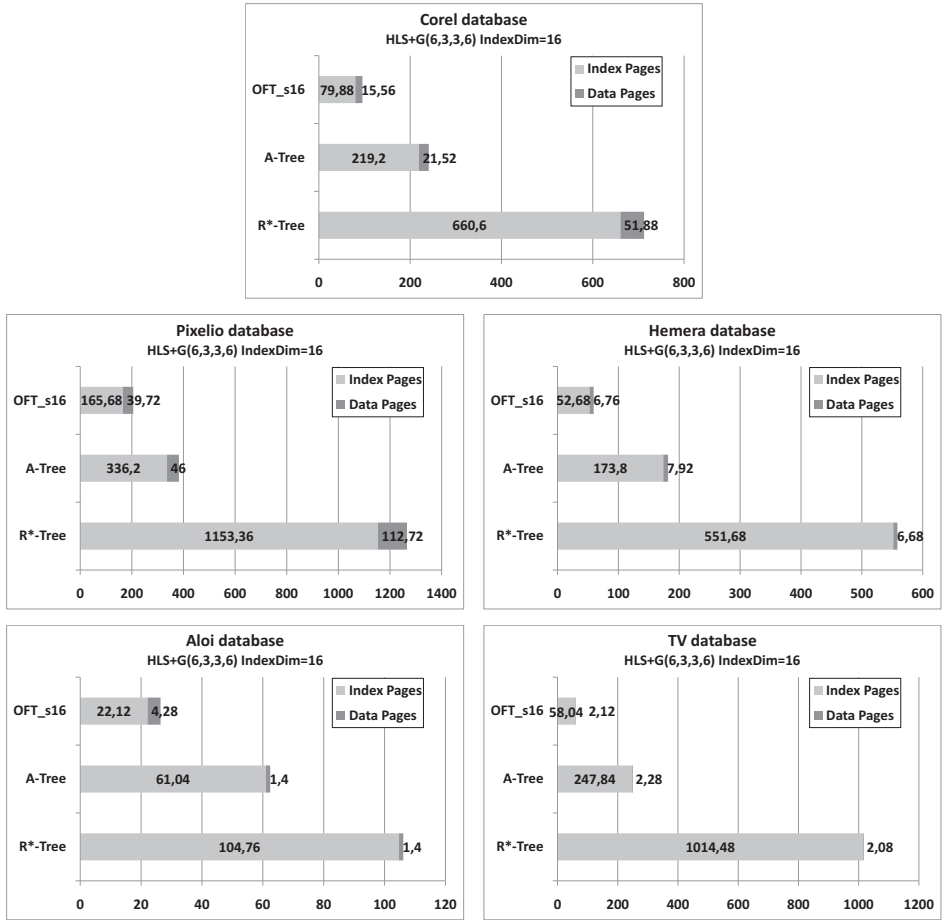 Corel database
HLS+G(6,3,3,6) IndexDim=16
Index Pages
Data Pages
OFT_s16
79,88
15,56
A-Tree
219,2
21,52
R*-Tree
660,6
51,88
0 200 400 600 800
Pixelio database
HLS+G(6,3,3,6) IndexDim=16
Index Pages
Data Pages
OFT_s16
165,68
39,72
A-Tree
336,2
46
R*-Tree
1153,36
112,72
0 200 400 600 800 1000 1200 1400
Hemera database
HLS+G(6,3,3,6) IndexDim=16
Index Pages
Data Pages
OFT_s16
52,68
6,76
A-Tree
173,8
7,92
R*-Tree
551,68
6,68
0 100 200 300 400 500 600
Aloi database
HLS+G(6,3,3,6) IndexDim=16
Index Pages
Data Pages
OFT_s16
22,12
4,28
A-Tree
61,04
1,4
R*-Tree
104,76
1,4
0 20 40 60 80 100 120
TV database
HLS+G(6,3,3,6) IndexDim=16
Index Pages
Data Pages
OFT_s16
58,04
2,12
A-Tree
247,84
2,28
R*-Tree
1014,48
2,08
0 200 400 600 800 1000 1200